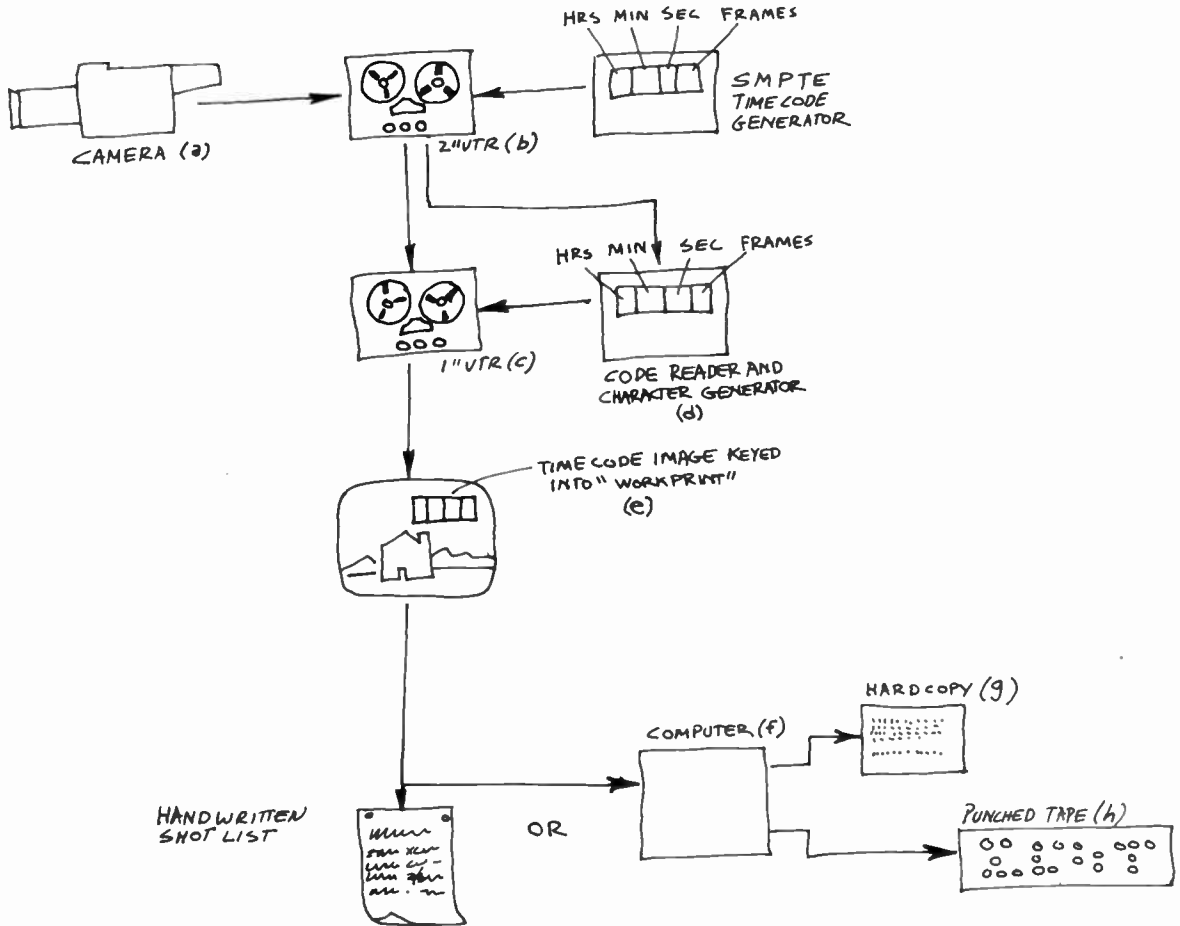 HRS MIN SEC FRAMES
SMPTE
TIME CODE
GENERATOR
CAMERA (a)
2" VTR (b)
HRS MIN SEC FRAMES
1" VTR (c)
CODE READER AND
CHARACTER GENERATOR
(d)
TIME CODE IMAGE KEYED
INTO "WORKPRINT"
(e)
HARDCOPY (g)
COMPUTER (f)
HANDWRITTEN
SHOT LIST
OR
PUNCHED TAPE (h)